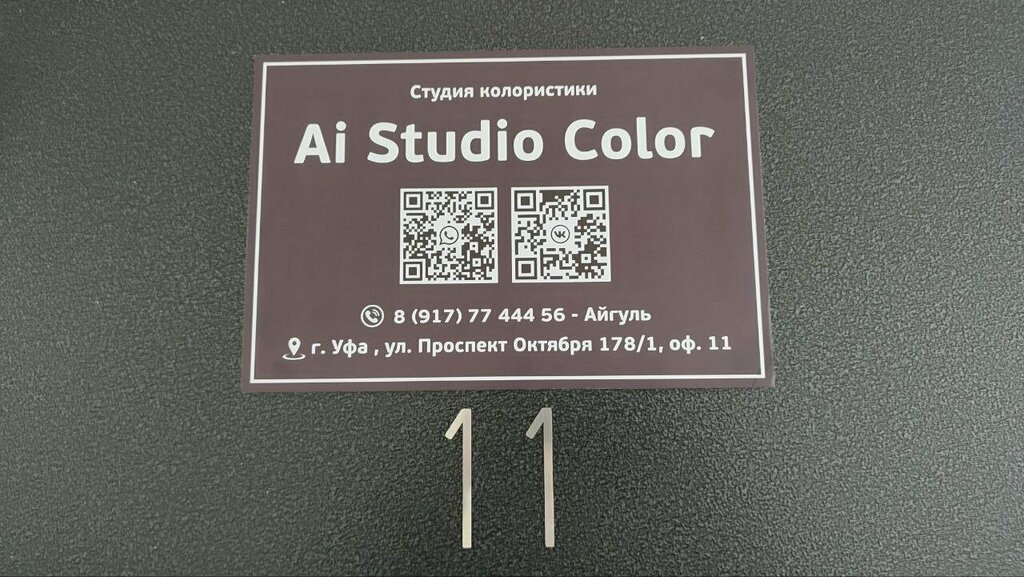 Студия колористики
Ai Studio Color
8 (917) 77 444 56 - Айгуль
г. Уфа , ул. Проспект Октября 178/1, оф. 11
11